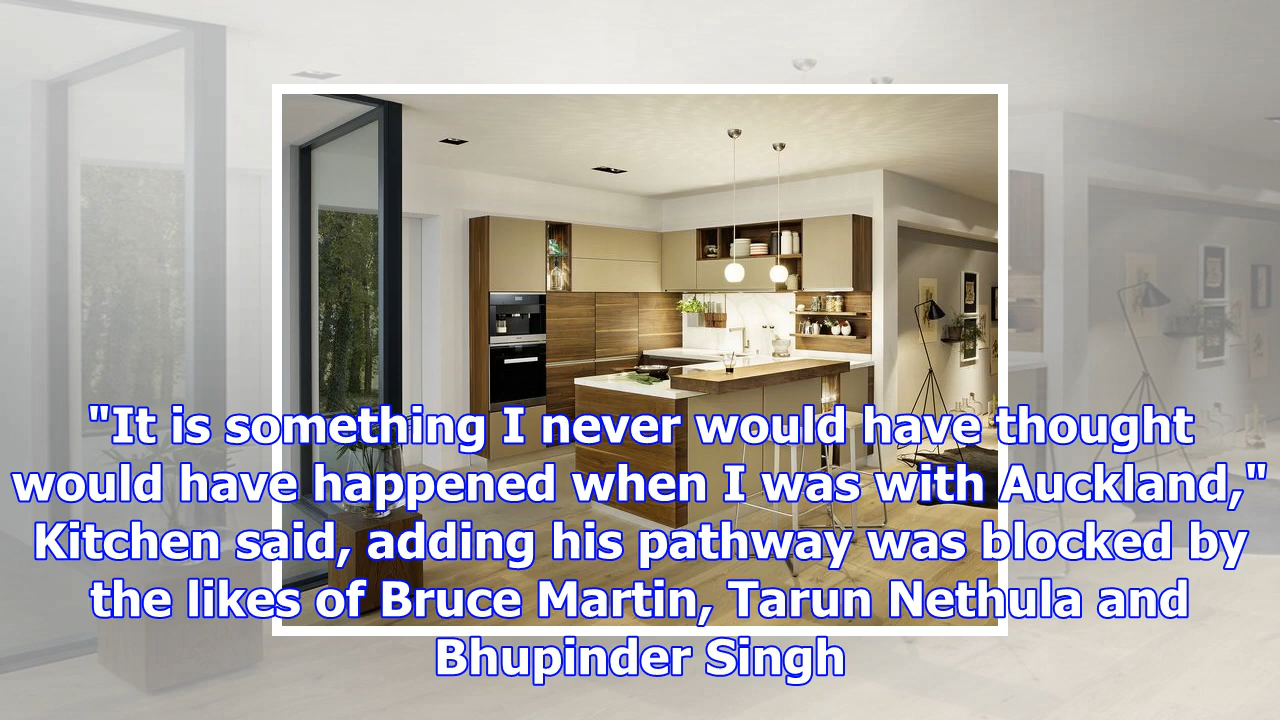 "It is something I never would have thought
would have happened when I was with Auckland,"
Kitchen said, adding his pathway was blocked by
the likes of Bruce Martin, Tarun Nethula and
Bhupinder Singh